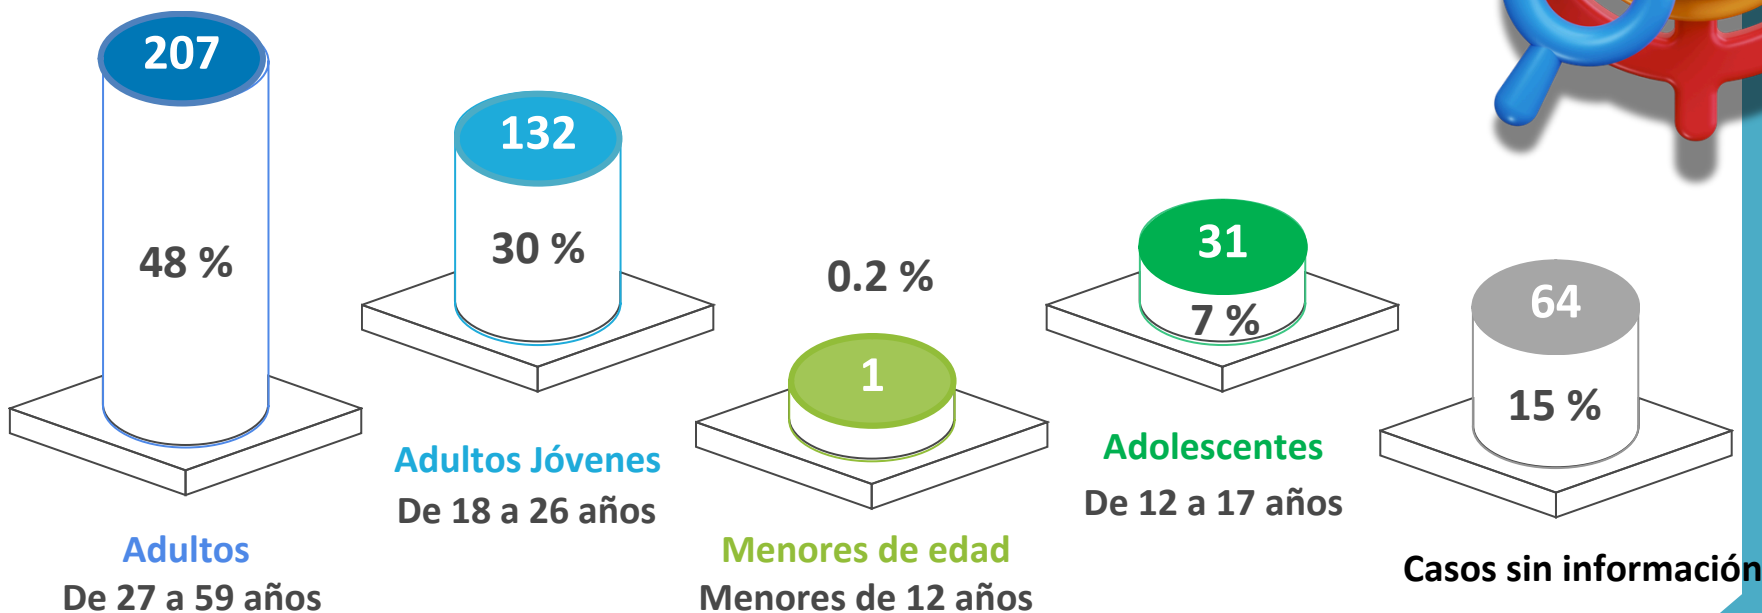 207
48 %
Adultos
De 27 a 59 años
132
30 %
Adultos Jóvenes
De 18 a 26 años
0.2 %
1
Menores de edad
Menores de 12 años
31
7 %
Adolescentes
De 12 a 17 años
64
15 %
Casos sin información